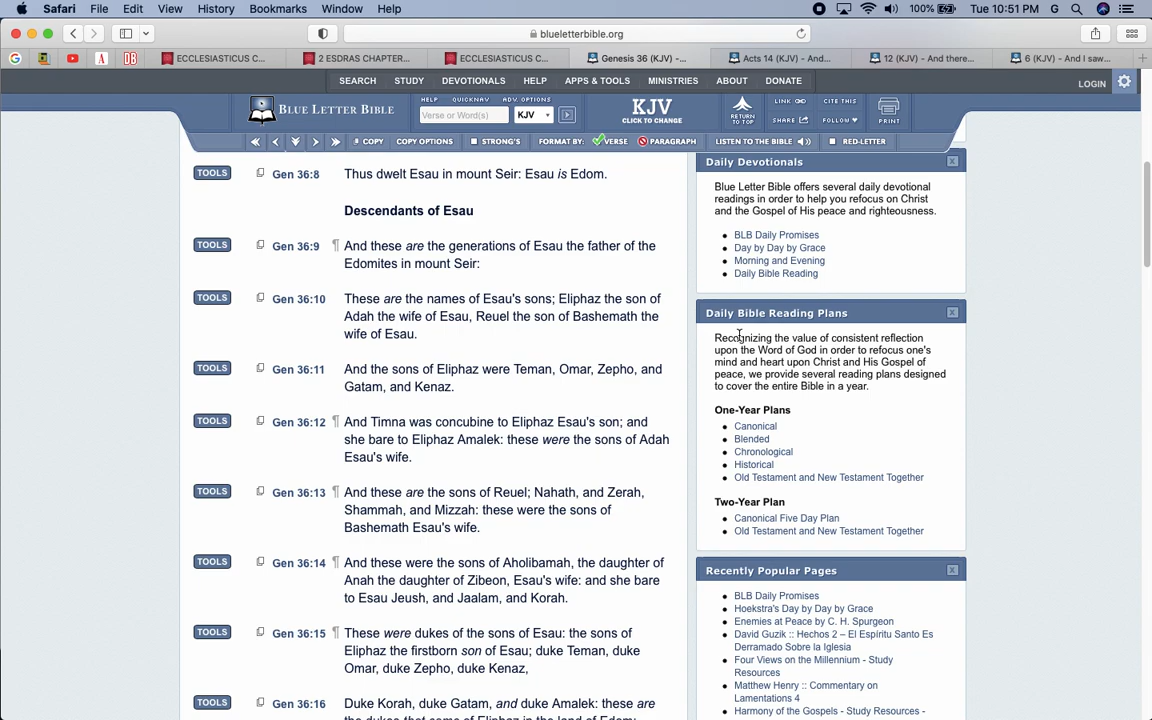 Safari File Edit View History Bookmarks Window Help 100% Tue 10:51 PM G
blueletterbible.org
G A DB ECCLESIASTICUS C... 2 ESDRAS CHAPTER... ECCLESIASTICUS C... Genesis 36 (KJV) -... Acts 14 (KJV) - And... 12 (KJV) - And there... 6 (KJV) - And I saw...
SEARCH STUDY DEVOTIONALS HELP APPS & TOOLS MINISTRIES ABOUT DONATE LOGIN
BLUE LETTER BIBLE
HELP QUICKNAV ADV. OPTIONS
Verse or Word(s) KJV
KJV
CLICK TO CHANGE
RETURN
TO TOP
LINK CITE THIS
SHARE FOLLOW PRINT
COPY COPY OPTIONS STRONG'S FORMAT BY: VERSE PARAGRAPH LISTEN TO THE BIBLE RED-LETTER
TOOLS Gen 36:8 Thus dwelt Esau in mount Seir: Esau is Edom.
Descendants of Esau
TOOLS Gen 36:9 ¶ And these are the generations of Esau the father of the
Edomites in mount Seir:
TOOLS Gen 36:10 These are the names of Esau's sons; Eliphaz the son of
Adah the wife of Esau, Reuel the son of Bashemath the
wife of Esau.
TOOLS Gen 36:11 And the sons of Eliphaz were Teman, Omar, Zepho, and
Gatam, and Kenaz.
TOOLS Gen 36:12 ¶ And Timna was concubine to Eliphaz Esau's son; and
she bare to Eliphaz Amalek: these were the sons of Adah
Esau's wife.
TOOLS Gen 36:13 ¶ And these are the sons of Reuel; Nahath, and Zerah,
Shammah, and Mizzah: these were the sons of
Bashemath Esau's wife.
TOOLS Gen 36:14 ¶ And these were the sons of Aholibamah, the daughter of
Anah the daughter of Zibeon, Esau's wife: and she bare
to Esau Jeush, and Jaalam, and Korah.
TOOLS Gen 36:15 ¶ These were dukes of the sons of Esau: the sons of
Eliphaz the firstborn son of Esau; duke Teman, duke
Omar, duke Zepho, duke Kenaz,
TOOLS Gen 36:16 Duke Korah, duke Gatam, and duke Amalek: these are
the dukes that came of Eliphaz in the land of Edom;
Daily Devotionals X
Blue Letter Bible offers several daily devotional
readings in order to help you refocus on Christ
and the Gospel of His peace and righteousness.
BLB Daily Promises
Day by Day by Grace
Morning and Evening
Daily Bible Reading
Daily Bible Reading Plans X
Recognizing the value of consistent reflection
upon the Word of God in order to refocus one's
mind and heart upon Christ and His Gospel of
peace, we provide several reading plans designed
to cover the entire Bible in a year.
One-Year Plans
Canonical
Blended
Chronological
Historical
Old Testament and New Testament Together
Two-Year Plan
Canonical Five Day Plan
Old Testament and New Testament Together
Recently Popular Pages X
BLB Daily Promises
Hoekstra's Day by Day by Grace
Enemies at Peace by C. H. Spurgeon
David Guzik :: Hechos 2 – El Espíritu Santo Es
Derramado Sobre la Iglesia
Four Views on the Millennium - Study
Resources
Matthew Henry :: Commentary on
Lamentations 4
Harmony of the Gospels - Study Resources -